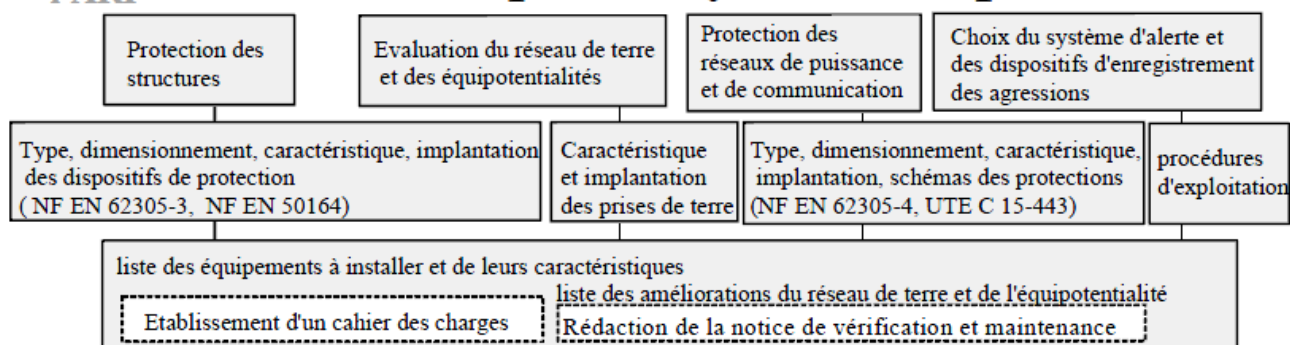 Protection des
structures
Evaluation du réseau de terre
et des équipotentialités
Protection des
réseaux de puissance
et de communication
Choix du système d'alerte et
des dispositifs d'enregistrement
des agressions
Type, dimensionnement, caractéristique, implantation
des dispositifs de protection
( NF EN 62305-3, NF EN 50164)
Caractéristique
et implantation
des prises de terre
Type, dimensionnement, caractéristique,
implantation, schémas des protections
(NF EN 62305-4, UTE C 15-443)
procédures
d'exploitation
liste des équipements à installer et de leurs caractéristiques
liste des améliorations du réseau de terre et de l'équipotentialité
Etablissement d'un cahier des charges
Rédaction de la notice de vérification et maintenance